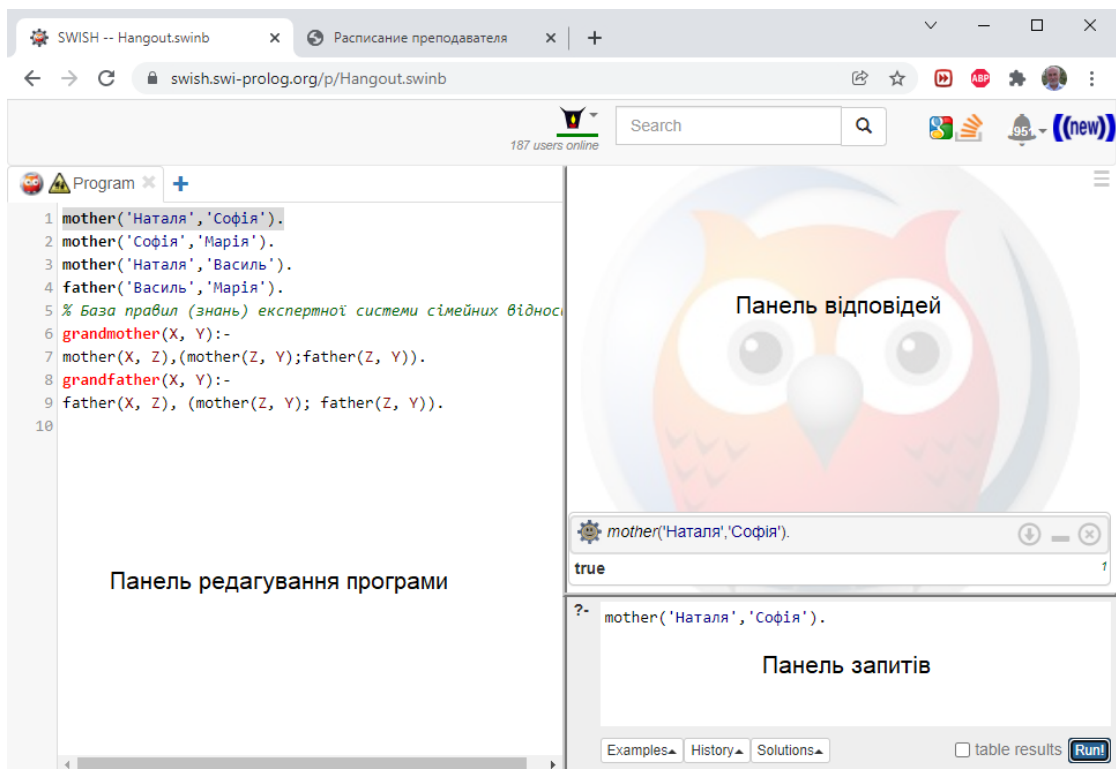 SWISH -- Hangout.swinb
Расписание преподавателя
swish.swi-prolog.org/p/Hangout.swinb
ABP
187 users online
Search
951
((new))
Program
1 mother('Наталя','Софія').
2 mother('Софія','Марія').
3 mother('Наталя','Василь').
4 father('Василь','Марія').
5 % База правил (знань) експертної системи сімейних
6 grandmother(X, Y):-
7 mother(X, Z),(mother(Z, Y);father(Z, Y)).
8 grandfather(X, Y):-
9 father(X, Z), (mother(Z, Y); father(Z, Y)).
10
Панель редагування програми
Панель відповідей
mother('Наталя','Софія').
true
1
?- mother('Наталя','Софія').
Панель запитів
Examples
History
Solutions
table results
Run!